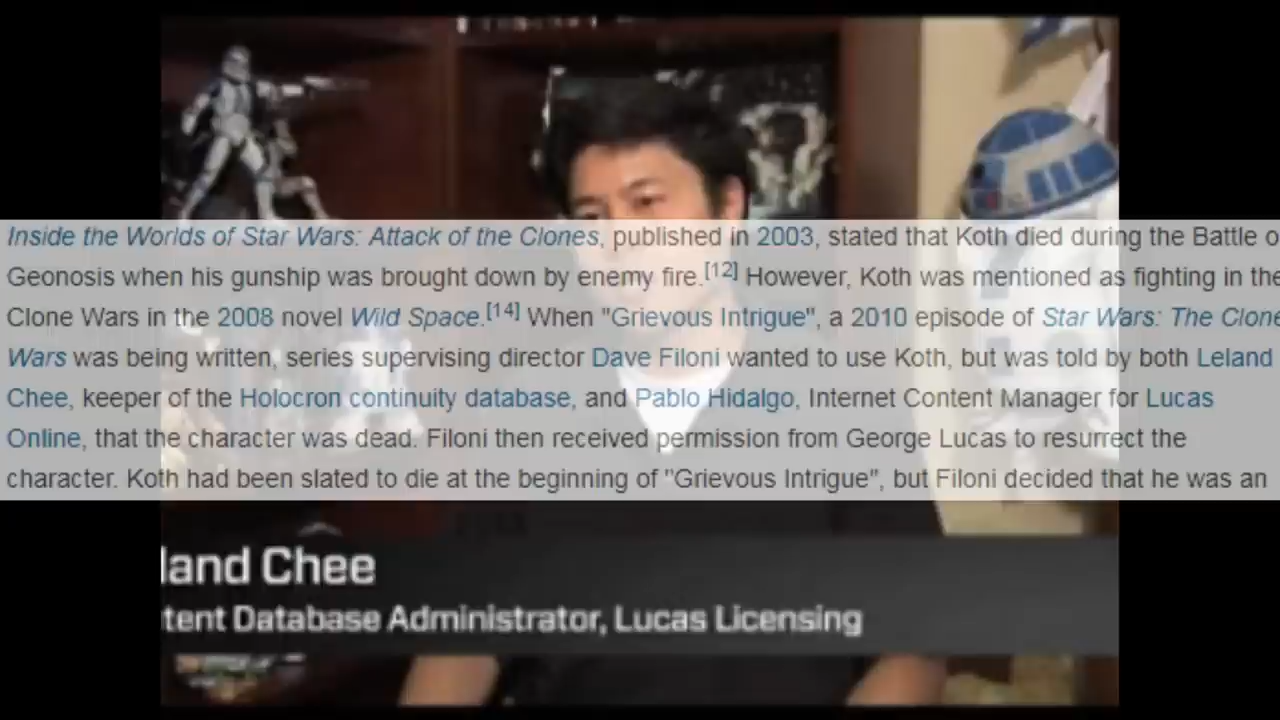 Inside the Worlds of Star Wars: Attack of the Clones, published in 2003, stated that Koth died during the Battle o
Geonosis when his gunship was brought down by enemy fire.[12] However, Koth was mentioned as fighting in the
Clone Wars in the 2008 novel Wild Space.[14] When "Grievous Intrigue", a 2010 episode of Star Wars: The Clone
Wars was being written, series supervising director Dave Filoni wanted to use Koth, but was told by both Leland
Chee, keeper of the Holocron continuity database, and Pablo Hidalgo, Internet Content Manager for Lucas
Online, that the character was dead. Filoni then received permission from George Lucas to resurrect the
character. Koth had been slated to die at the beginning of "Grievous Intrigue", but Filoni decided that he was an
land Chee
tent Database Administrator, Lucas Licensing